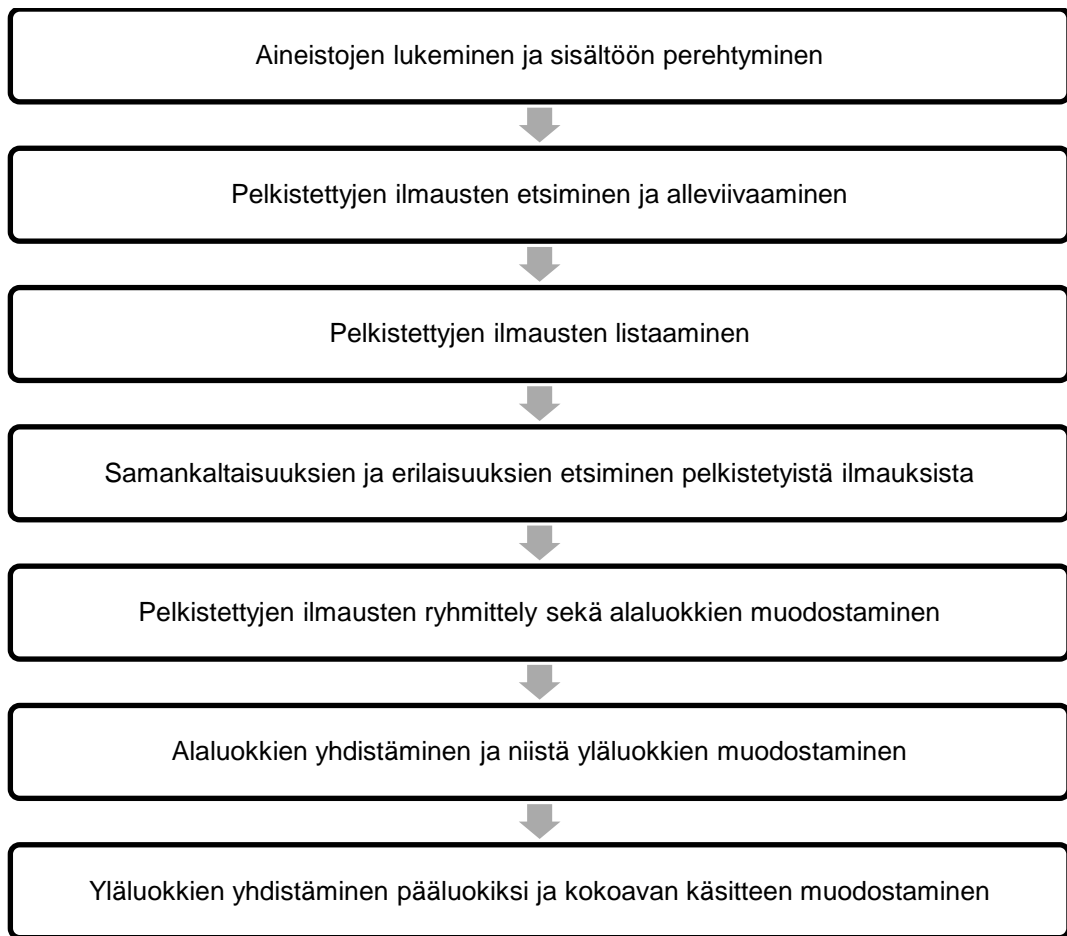 Aineistojen lukeminen ja sisältöön perehtyminen
Pelkistettyjen ilmausten etsiminen ja alleviivaaminen
Pelkistettyjen ilmausten listaaminen
Samankaltaisuuksien ja erilaisuuksien etsiminen pelkistetyistä ilmauksista
Pelkistettyjen ilmausten ryhmittely sekä alaluokkien muodostaminen
Alaluokkien yhdistäminen ja niistä yläluokkien muodostaminen
Yläluokkien yhdistäminen pääluokiksi ja kokoavan käsitteen muodostaminen